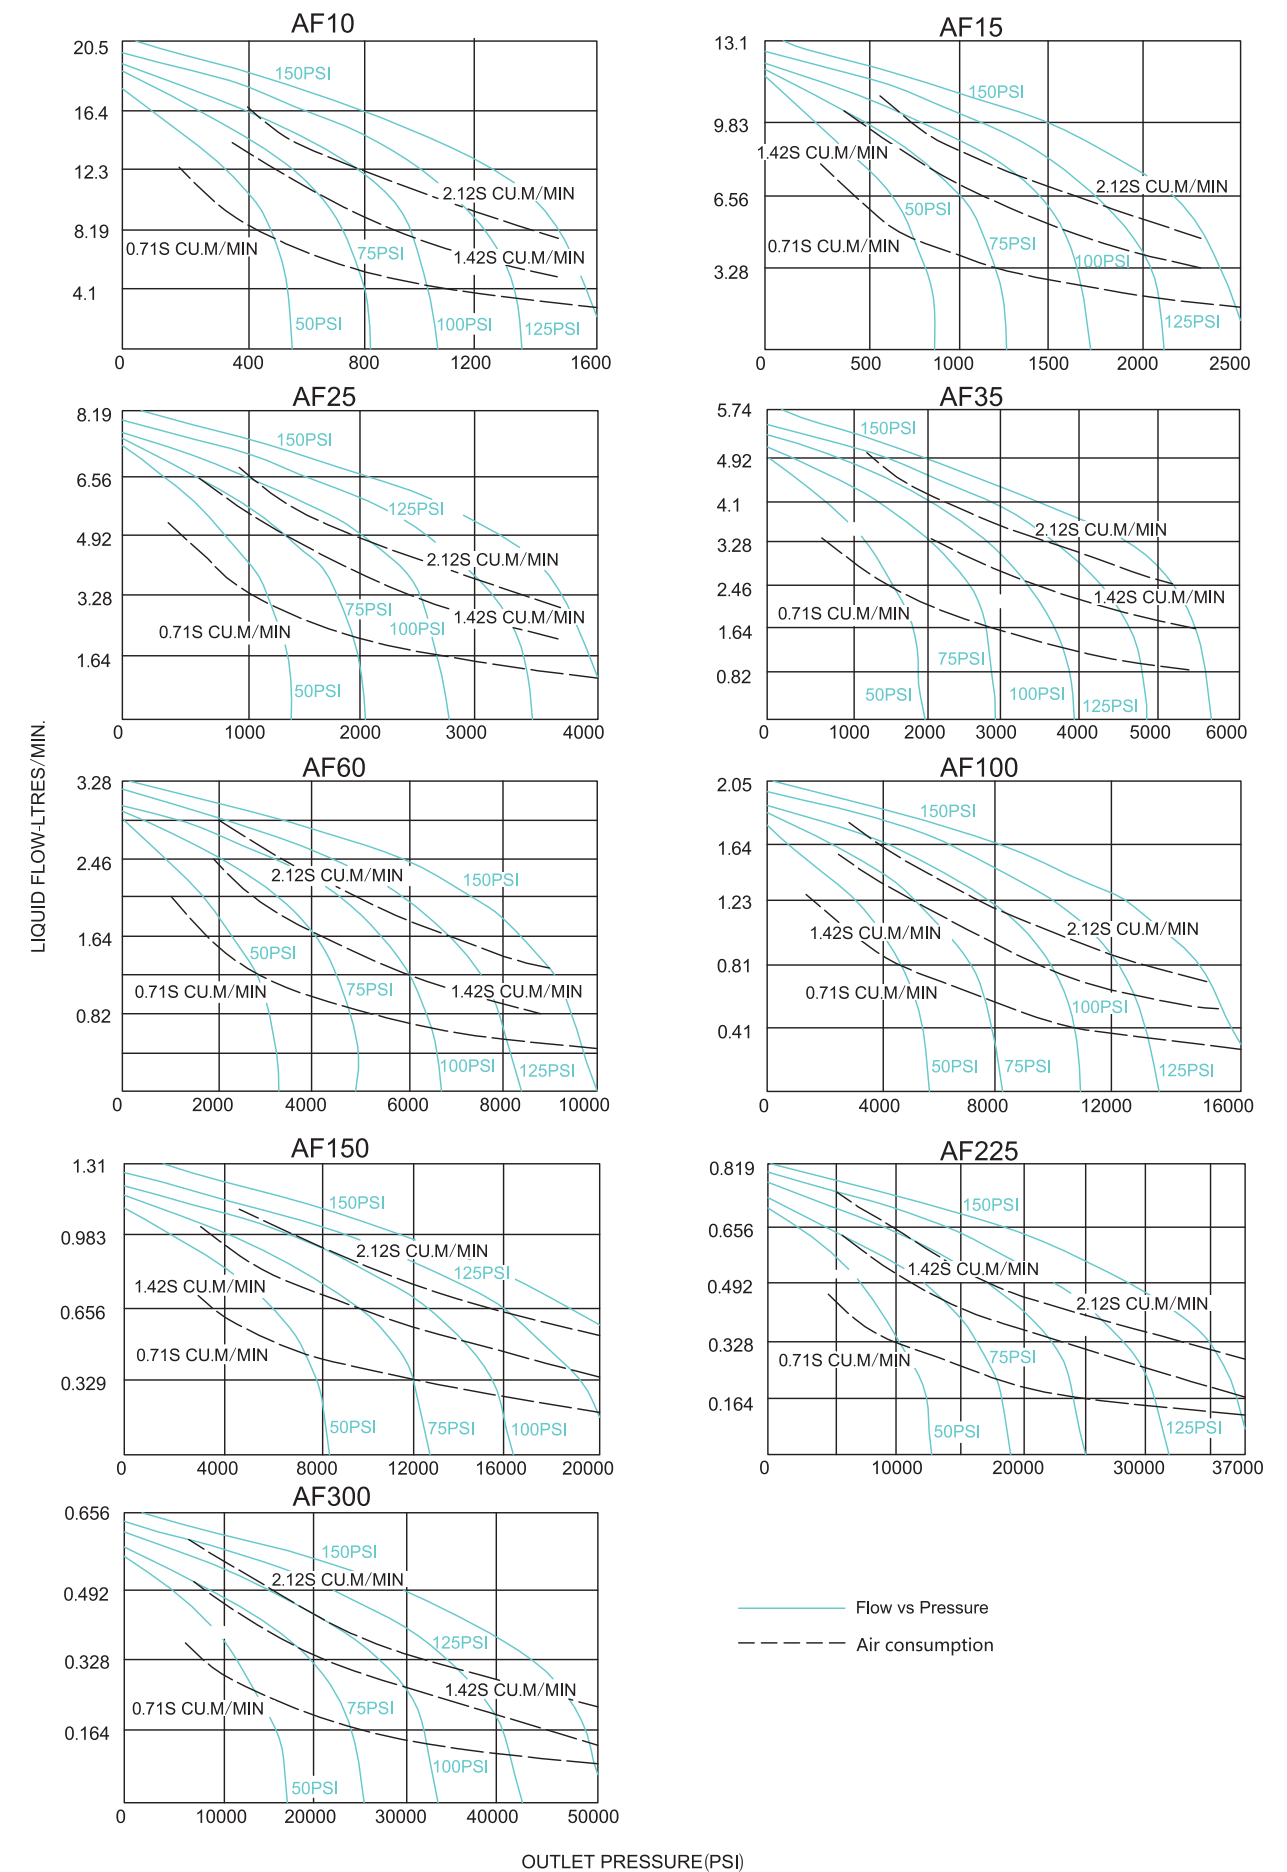 AF10
20.5
16.4
12.3
8.19
4.1
150PSI
2.12S CU.M/MIN
0.71S CU.M/MIN
75PSI
1.42S CU.M/MIN
50PSI
100PSI
125PSI
0 400 800 1200 1600
AF15
13.1
9.83
6.56
3.28
150PSI
1.42S CU.M/MIN
2.12S CU.M/MIN
50PSI
0.71S CU.M/MIN
75PSI
100PSI
125PSI
0 500 1000 1500 2000 2500
AF25
8.19
6.56
4.92
3.28
1.64
150PSI
125PSI
2.12S CU.M/MIN
75PSI
1.42S CU.M/MIN
0.71S CU.M/MIN
100PSI
50PSI
0 1000 2000 3000 4000
AF35
5.74
4.92
4.1
3.28
2.46
1.64
0.82
150PSI
2.12S CU.M/MIN
1.42S CU.M/MIN
0.71S CU.M/MIN
75PSI
50PSI
100PSI
125PSI
0 1000 2000 3000 4000 5000 6000
LIQUID FLOW-LTRES/MIN.
AF60
3.28
2.46
1.64
0.82
2.12S CU.M/MIN
150PSI
50PSI
0.71S CU.M/MIN
75PSI
1.42S CU.M/MIN
100PSI
125PSI
0 2000 4000 6000 8000 10000
AF100
2.05
1.64
1.23
0.81
0.41
150PSI
1.42S CU.M/MIN
2.12S CU.M/MIN
0.71S CU.M/MIN
100PSI
50PSI
75PSI
125PSI
0 4000 8000 12000 16000
AF150
1.31
0.983
0.656
0.329
150PSI
2.12S CU.M/MIN
125PSI
1.42S CU.M/MIN
0.71S CU.M/MIN
50PSI
75PSI
100PSI
0 4000 8000 12000 16000 20000
AF225
0.819
0.656
0.492
0.328
0.164
150PSI
1.42S CU.M/MIN
2.12S CU.M/MIN
0.71S CU.M/MIN
75PSI
50PSI
125PSI
0 10000 20000 30000 37000
AF300
0.656
0.492
0.328
0.164
150PSI
2.12S CU.M/MIN
125PSI
1.42S CU.M/MIN
0.71S CU.M/MIN
75PSI
100PSI
50PSI
0 10000 20000 30000 40000 50000
Flow vs Pressure
Air consumption
OUTLET PRESSURE(PSI)